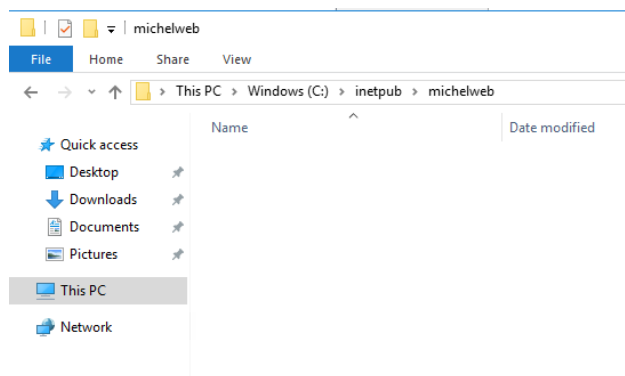 michelweb
File Home Share View
This PC > Windows (C:) > inetpub > michelweb
Name Date modified
Quick access
Desktop
Downloads
Documents
Pictures
This PC
Network